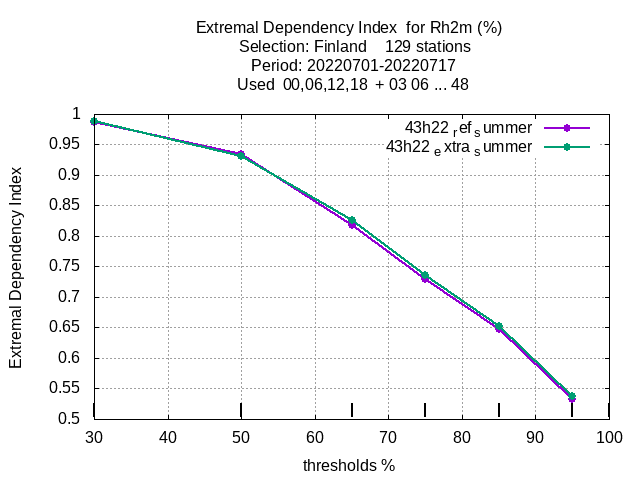 Extremal Dependency Index  for Rh2m (%)
Selection: Finland    129 stations
Period: 20220701-20220717
Used  00,06,12,18  + 03 06 ... 48
43h22 ref summer
43h22 extra summer
Extremal Dependency Index
1
0.95
0.9
0.85
0.8
0.75
0.7
0.65
0.6
0.55
0.5
30 40 50 60 70 80 90 100
thresholds %